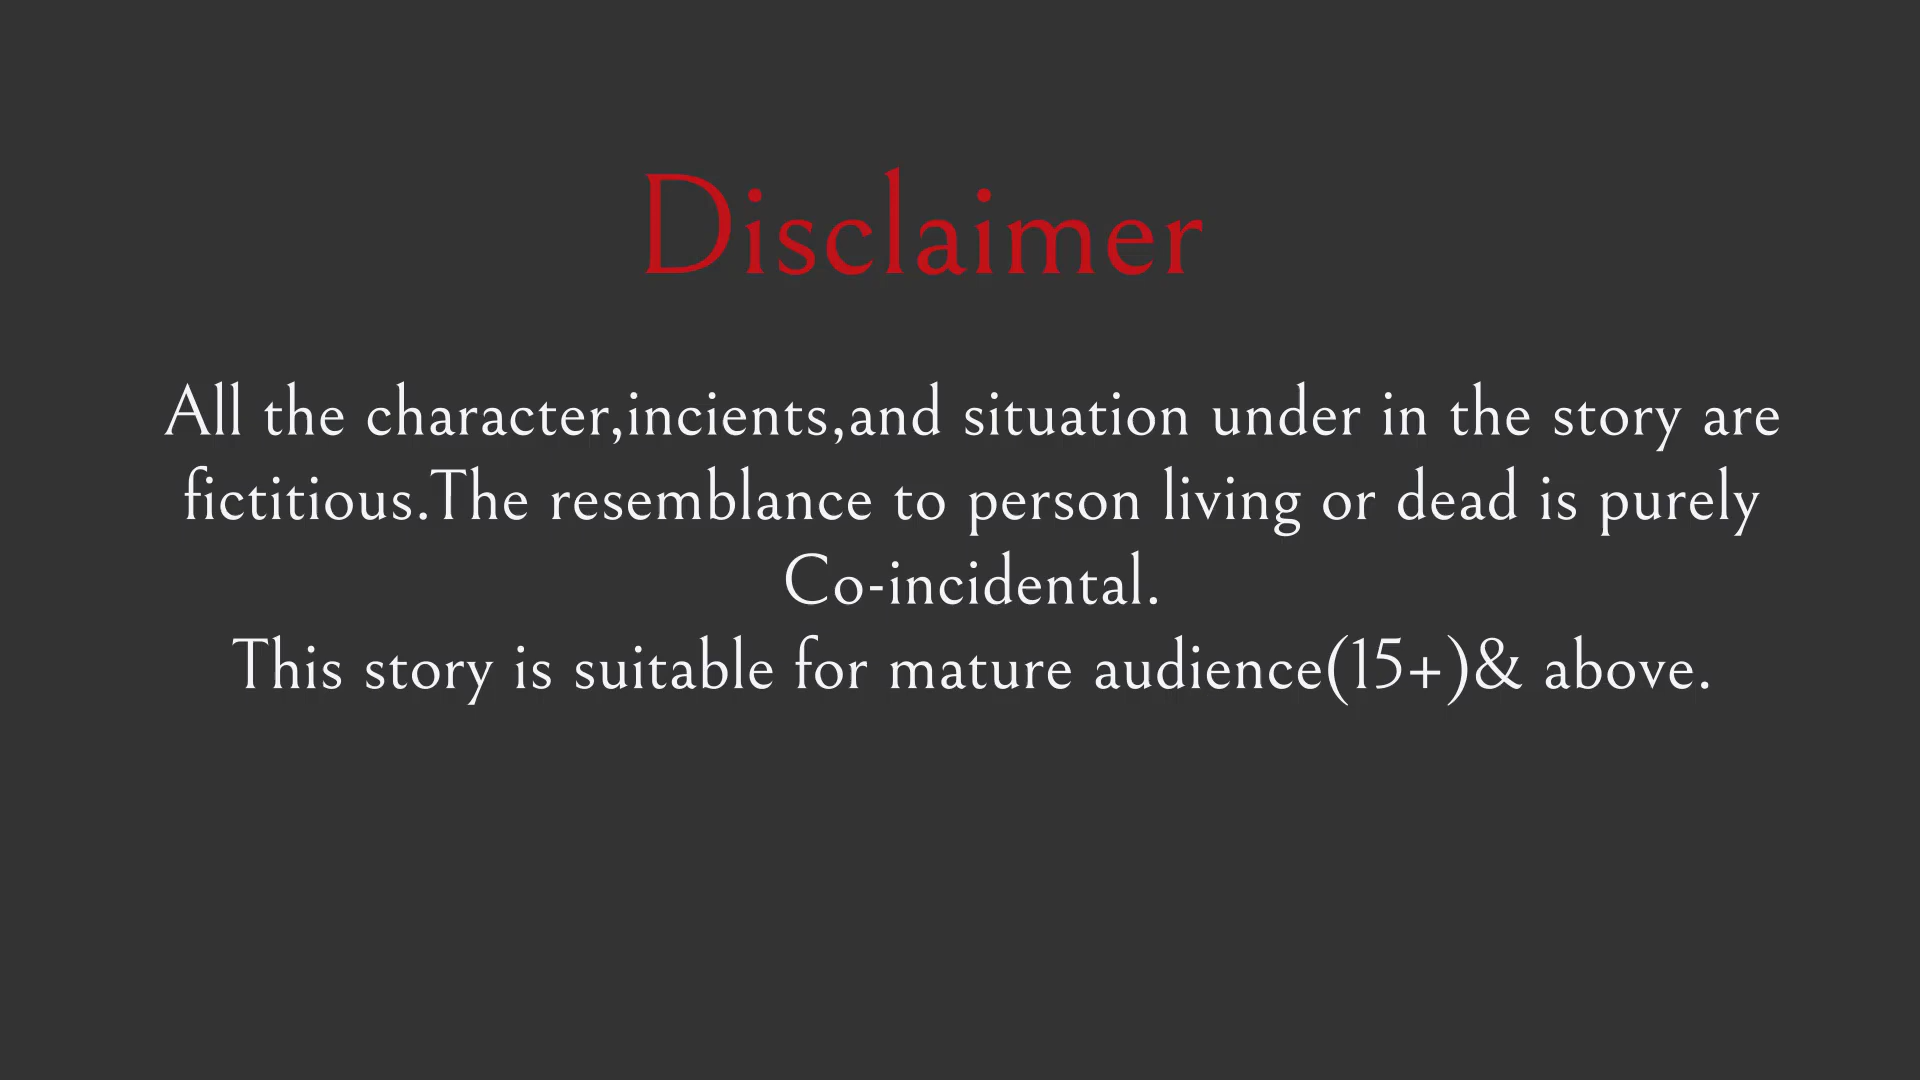 Disclaimer
All the character,incients,and situation under in the story are
fictitious.The resemblance to person living or dead is purely
Co-incidental.
This story is suitable for mature audience(15+)& above.